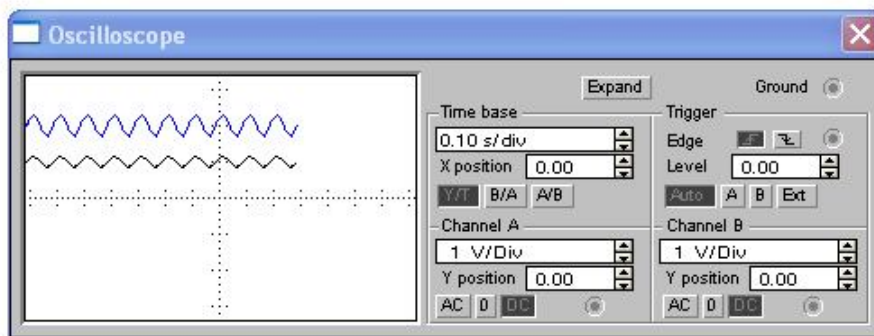 Oscilloscope
Expand
Ground
Time base
0.10 s/div
X position 0.00
Y/T B/A A/B
Trigger
Edge
Level 0.00
Auto A B Ext
Channel A
1 V/Div
Y position 0.00
AC 0 DC
Channel B
1 V/Div
Y position 0.00
AC 0 DC